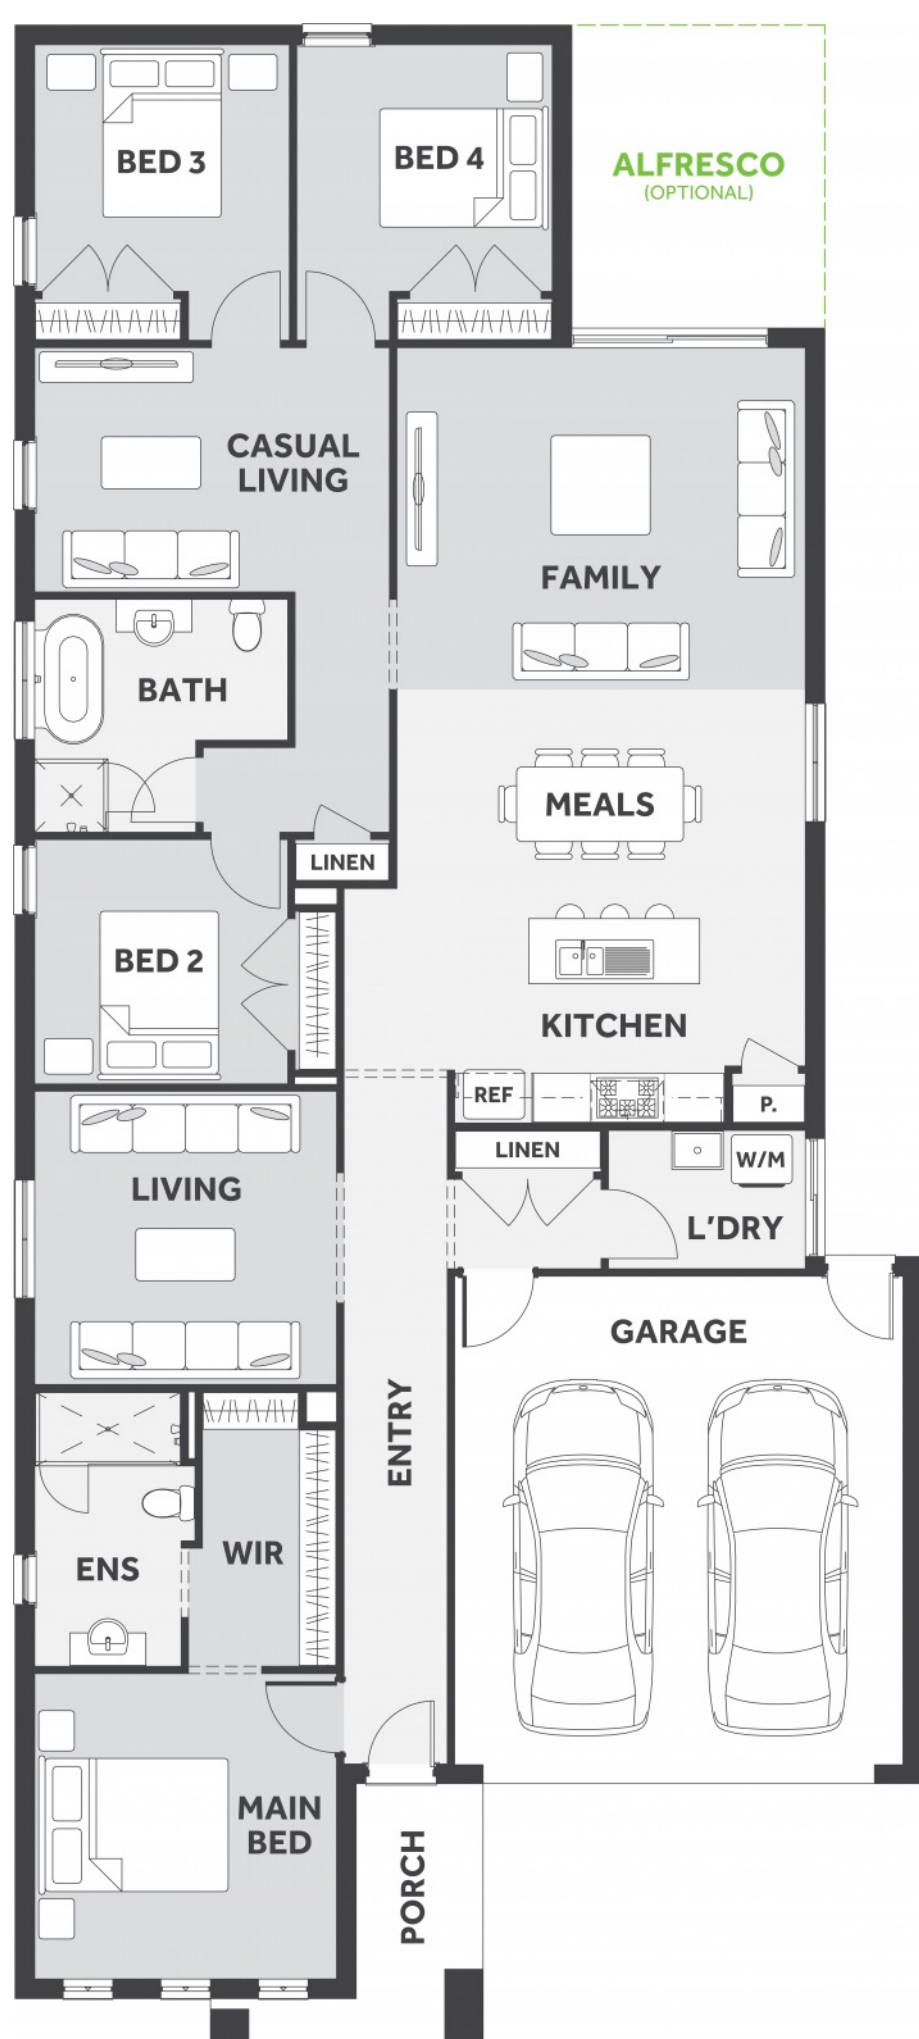 BED 3
BED 4
ALFRESCO
(OPTIONAL)
CASUAL
LIVING
FAMILY
BATH
MEALS
LINEN
BED 2
KITCHEN
REF
P.
LINEN
W/M
LIVING
L'DRY
GARAGE
ENTRY
WIR
ENS
MAIN
BED
PORCH